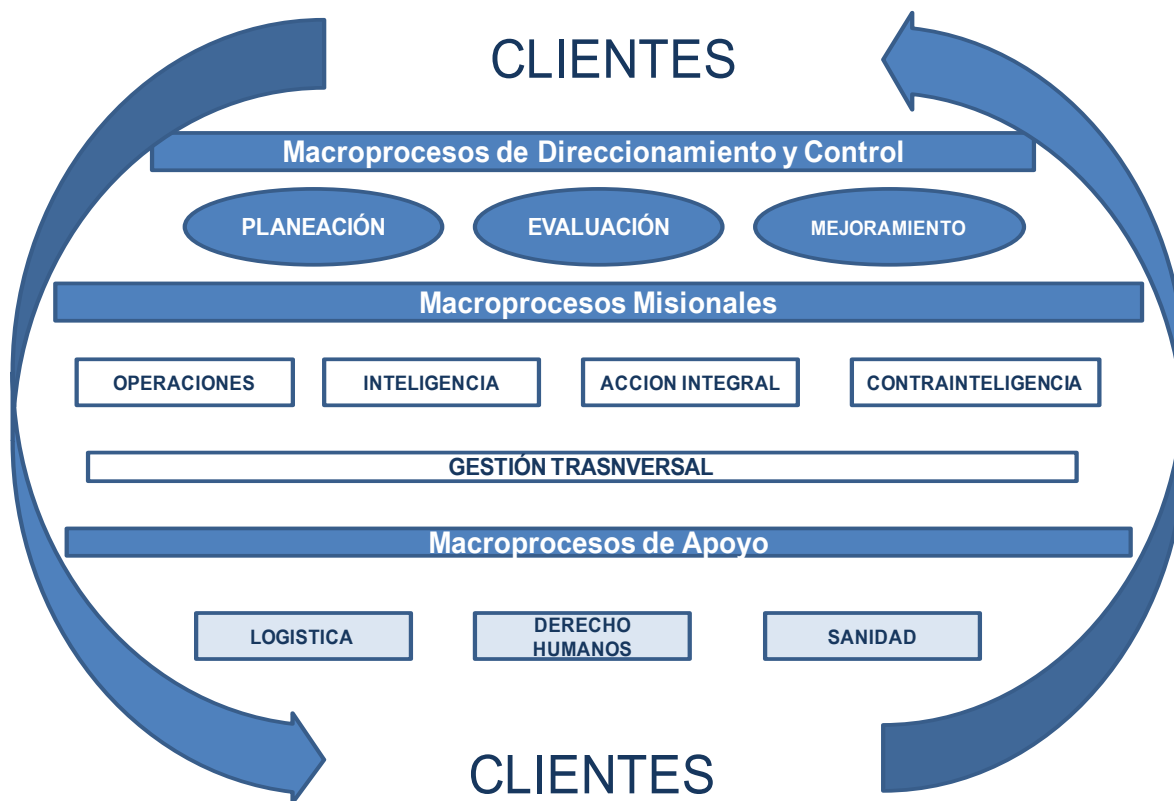 CLIENTES
Macroprocesos de Direccionamiento y Control
PLANEACIÓN
EVALUACIÓN
MEJORAMIENTO
Macroprocesos Misionales
OPERACIONES
INTELIGENCIA
ACCION INTEGRAL
CONTRAINTELIGENCIA
GESTIÓN TRASNVERSAL
Macroprocesos de Apoyo
LOGISTICA
DERECHO
HUMANOS
SANIDAD
CLIENTES